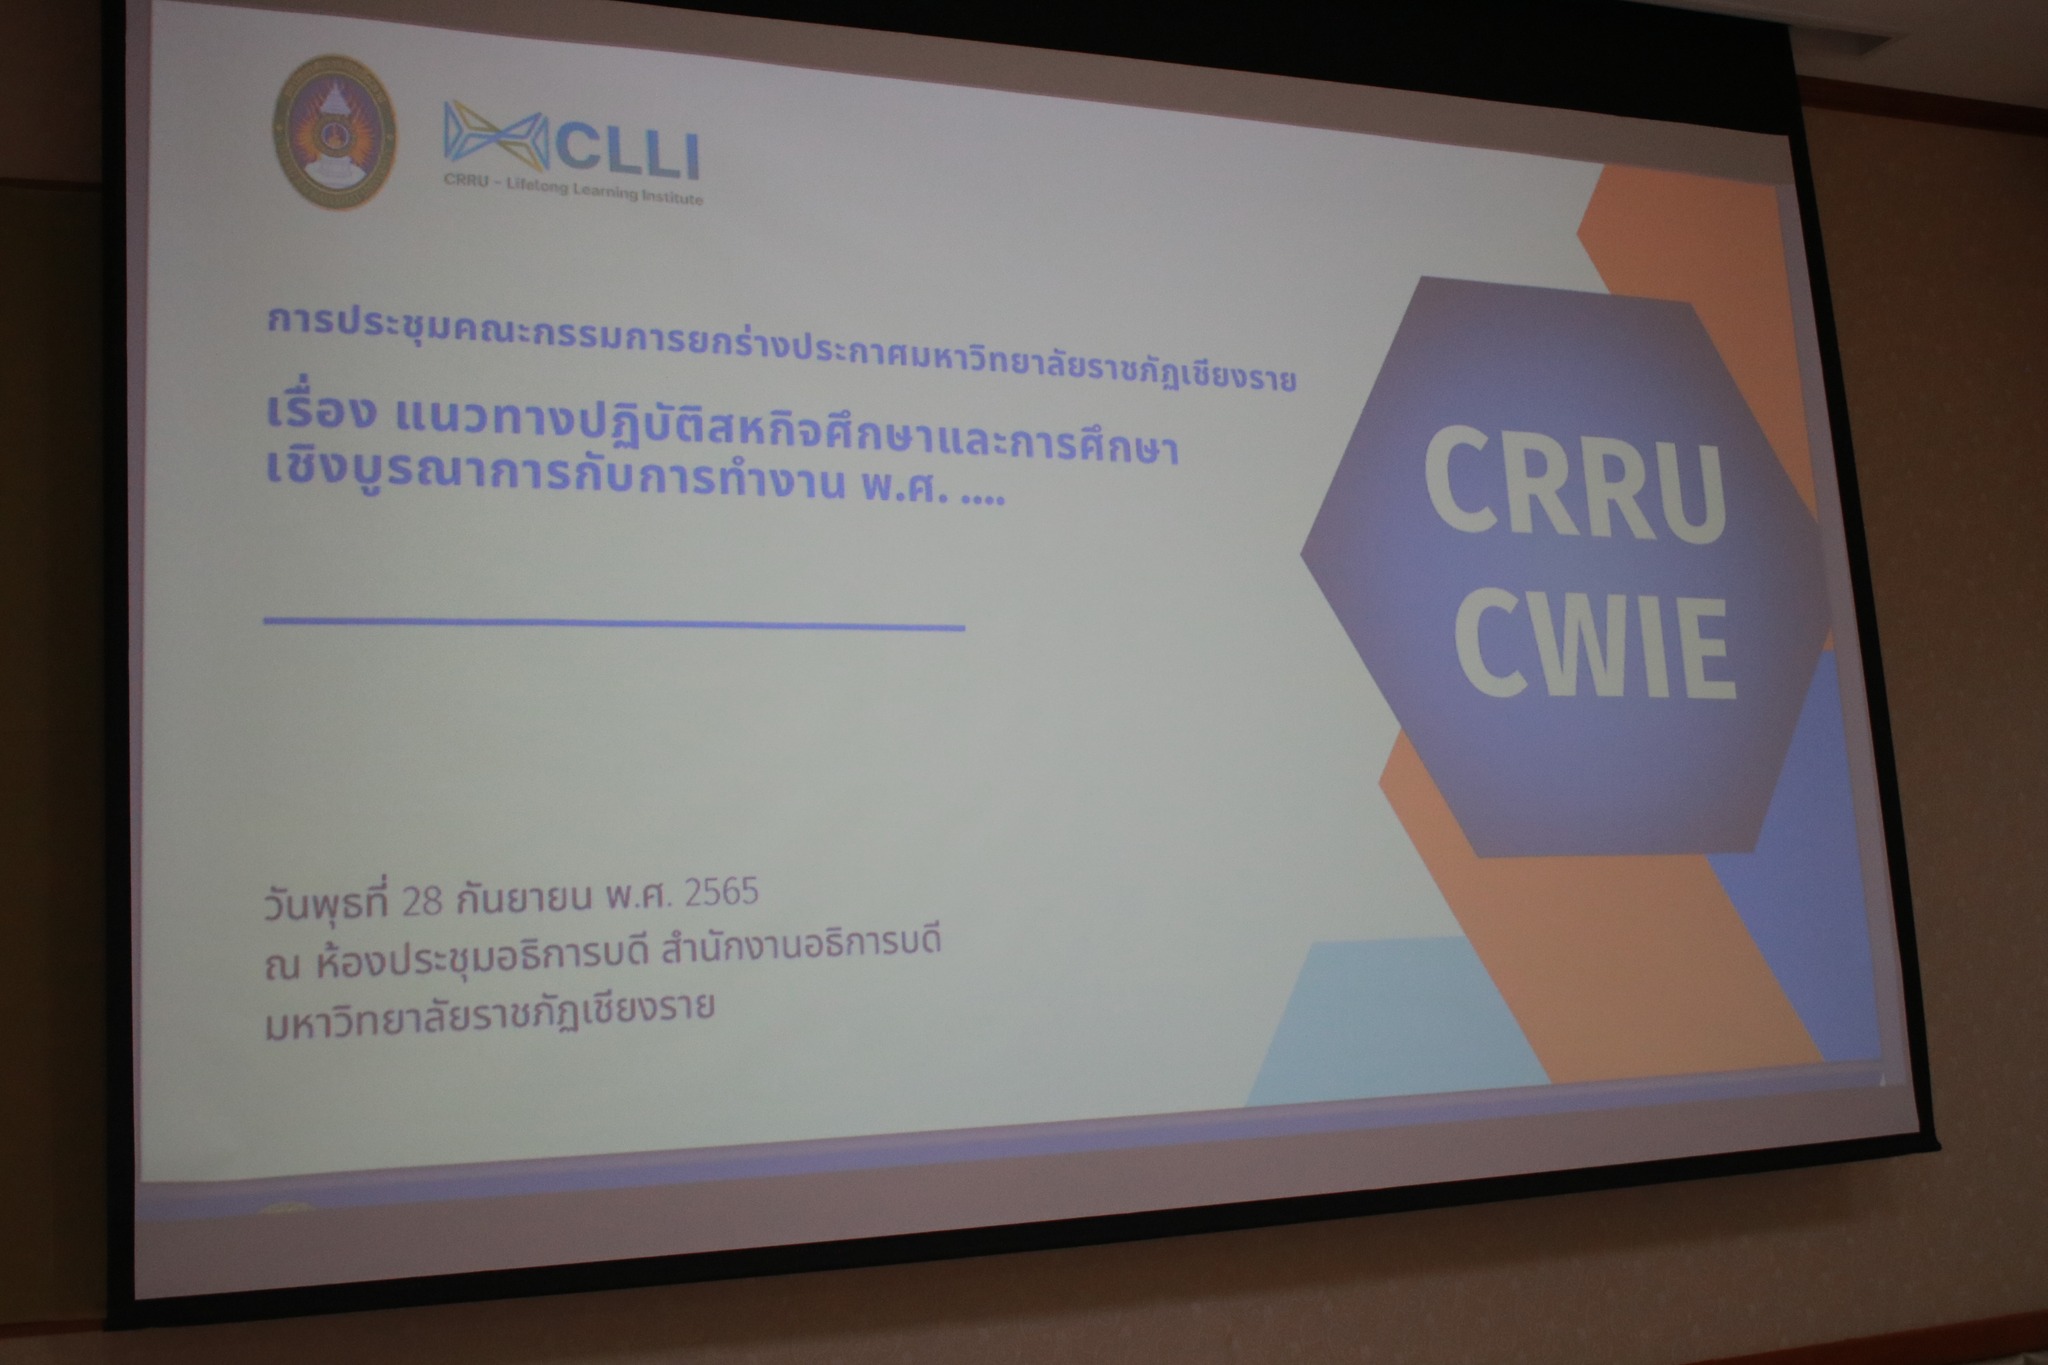 CLLI
CRRU - Lifelong Learning Institute
การประชุมคณะกรรมการยกร่างประกาศมหาวิทยาลัยราชภัฏเชียงราย
เรื่อง แนวทางปฏิบัติสหกิจศึกษาและการศึกษา
เชิงบูรณาการกับการทำงาน พ.ศ. ....
CRRU
CWIE
วันพุธที่ 28 กันยายน พ.ศ. 2565
ณ ห้องประชุมอธิการบดี สำนักงานอธิการบดี
มหาวิทยาลัยราชภัฏเชียงราย